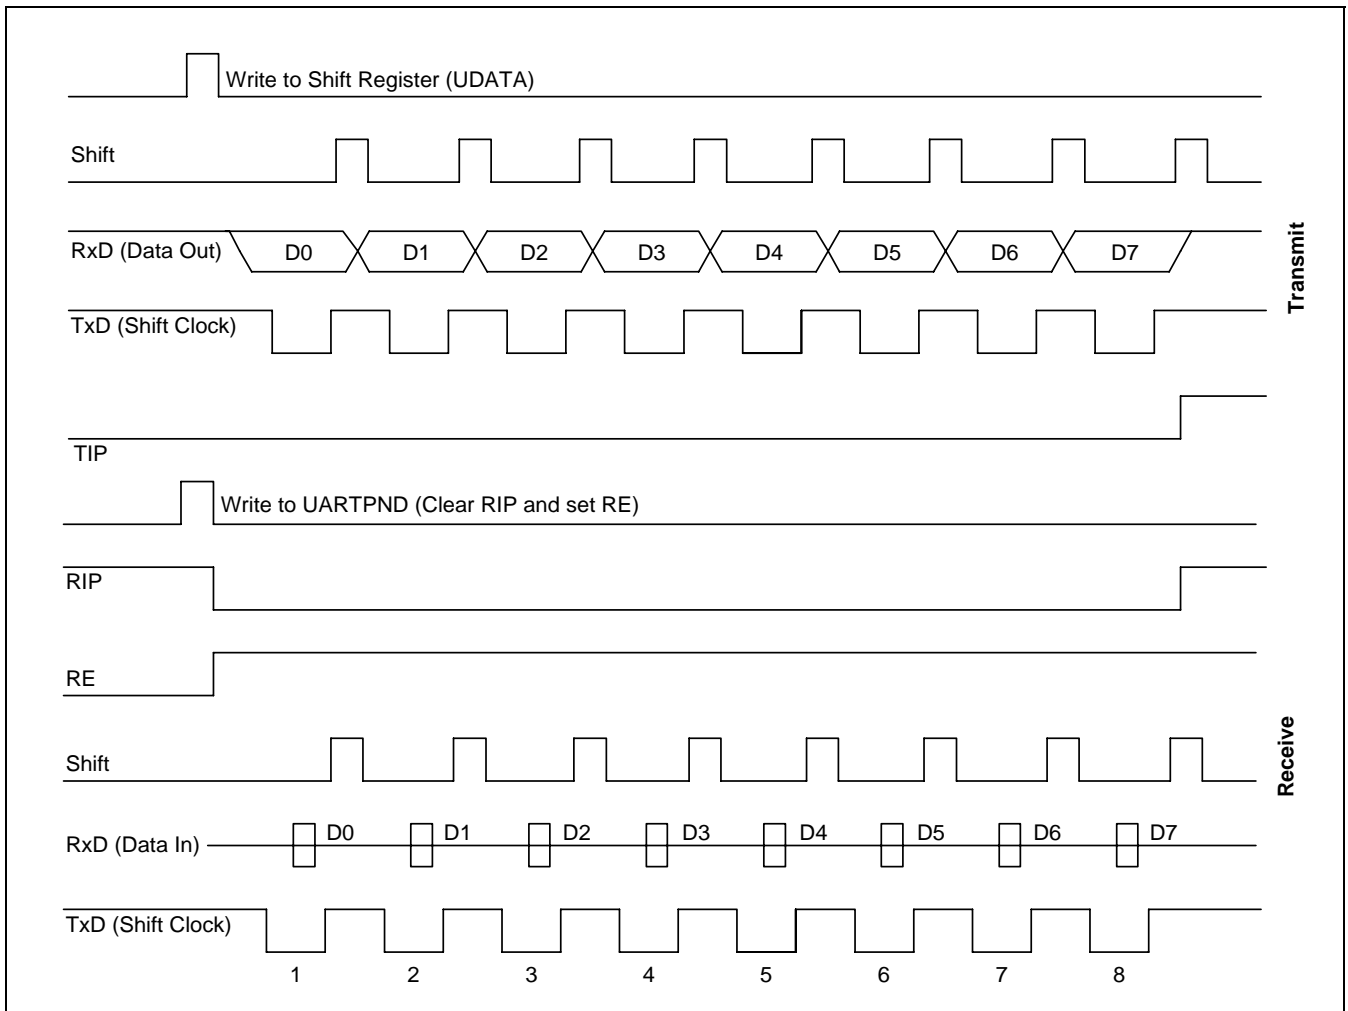 Write to Shift Register (UDATA)
Shift
RxD (Data Out) D0 D1 D2 D3 D4 D5 D6 D7
TxD (Shift Clock)
TIP
Transmit
Write to UARTPND (Clear RIP and set RE)
RIP
RE
Shift
RxD (Data In) D0 D1 D2 D3 D4 D5 D6 D7
TxD (Shift Clock)
1 2 3 4 5 6 7 8
Receive